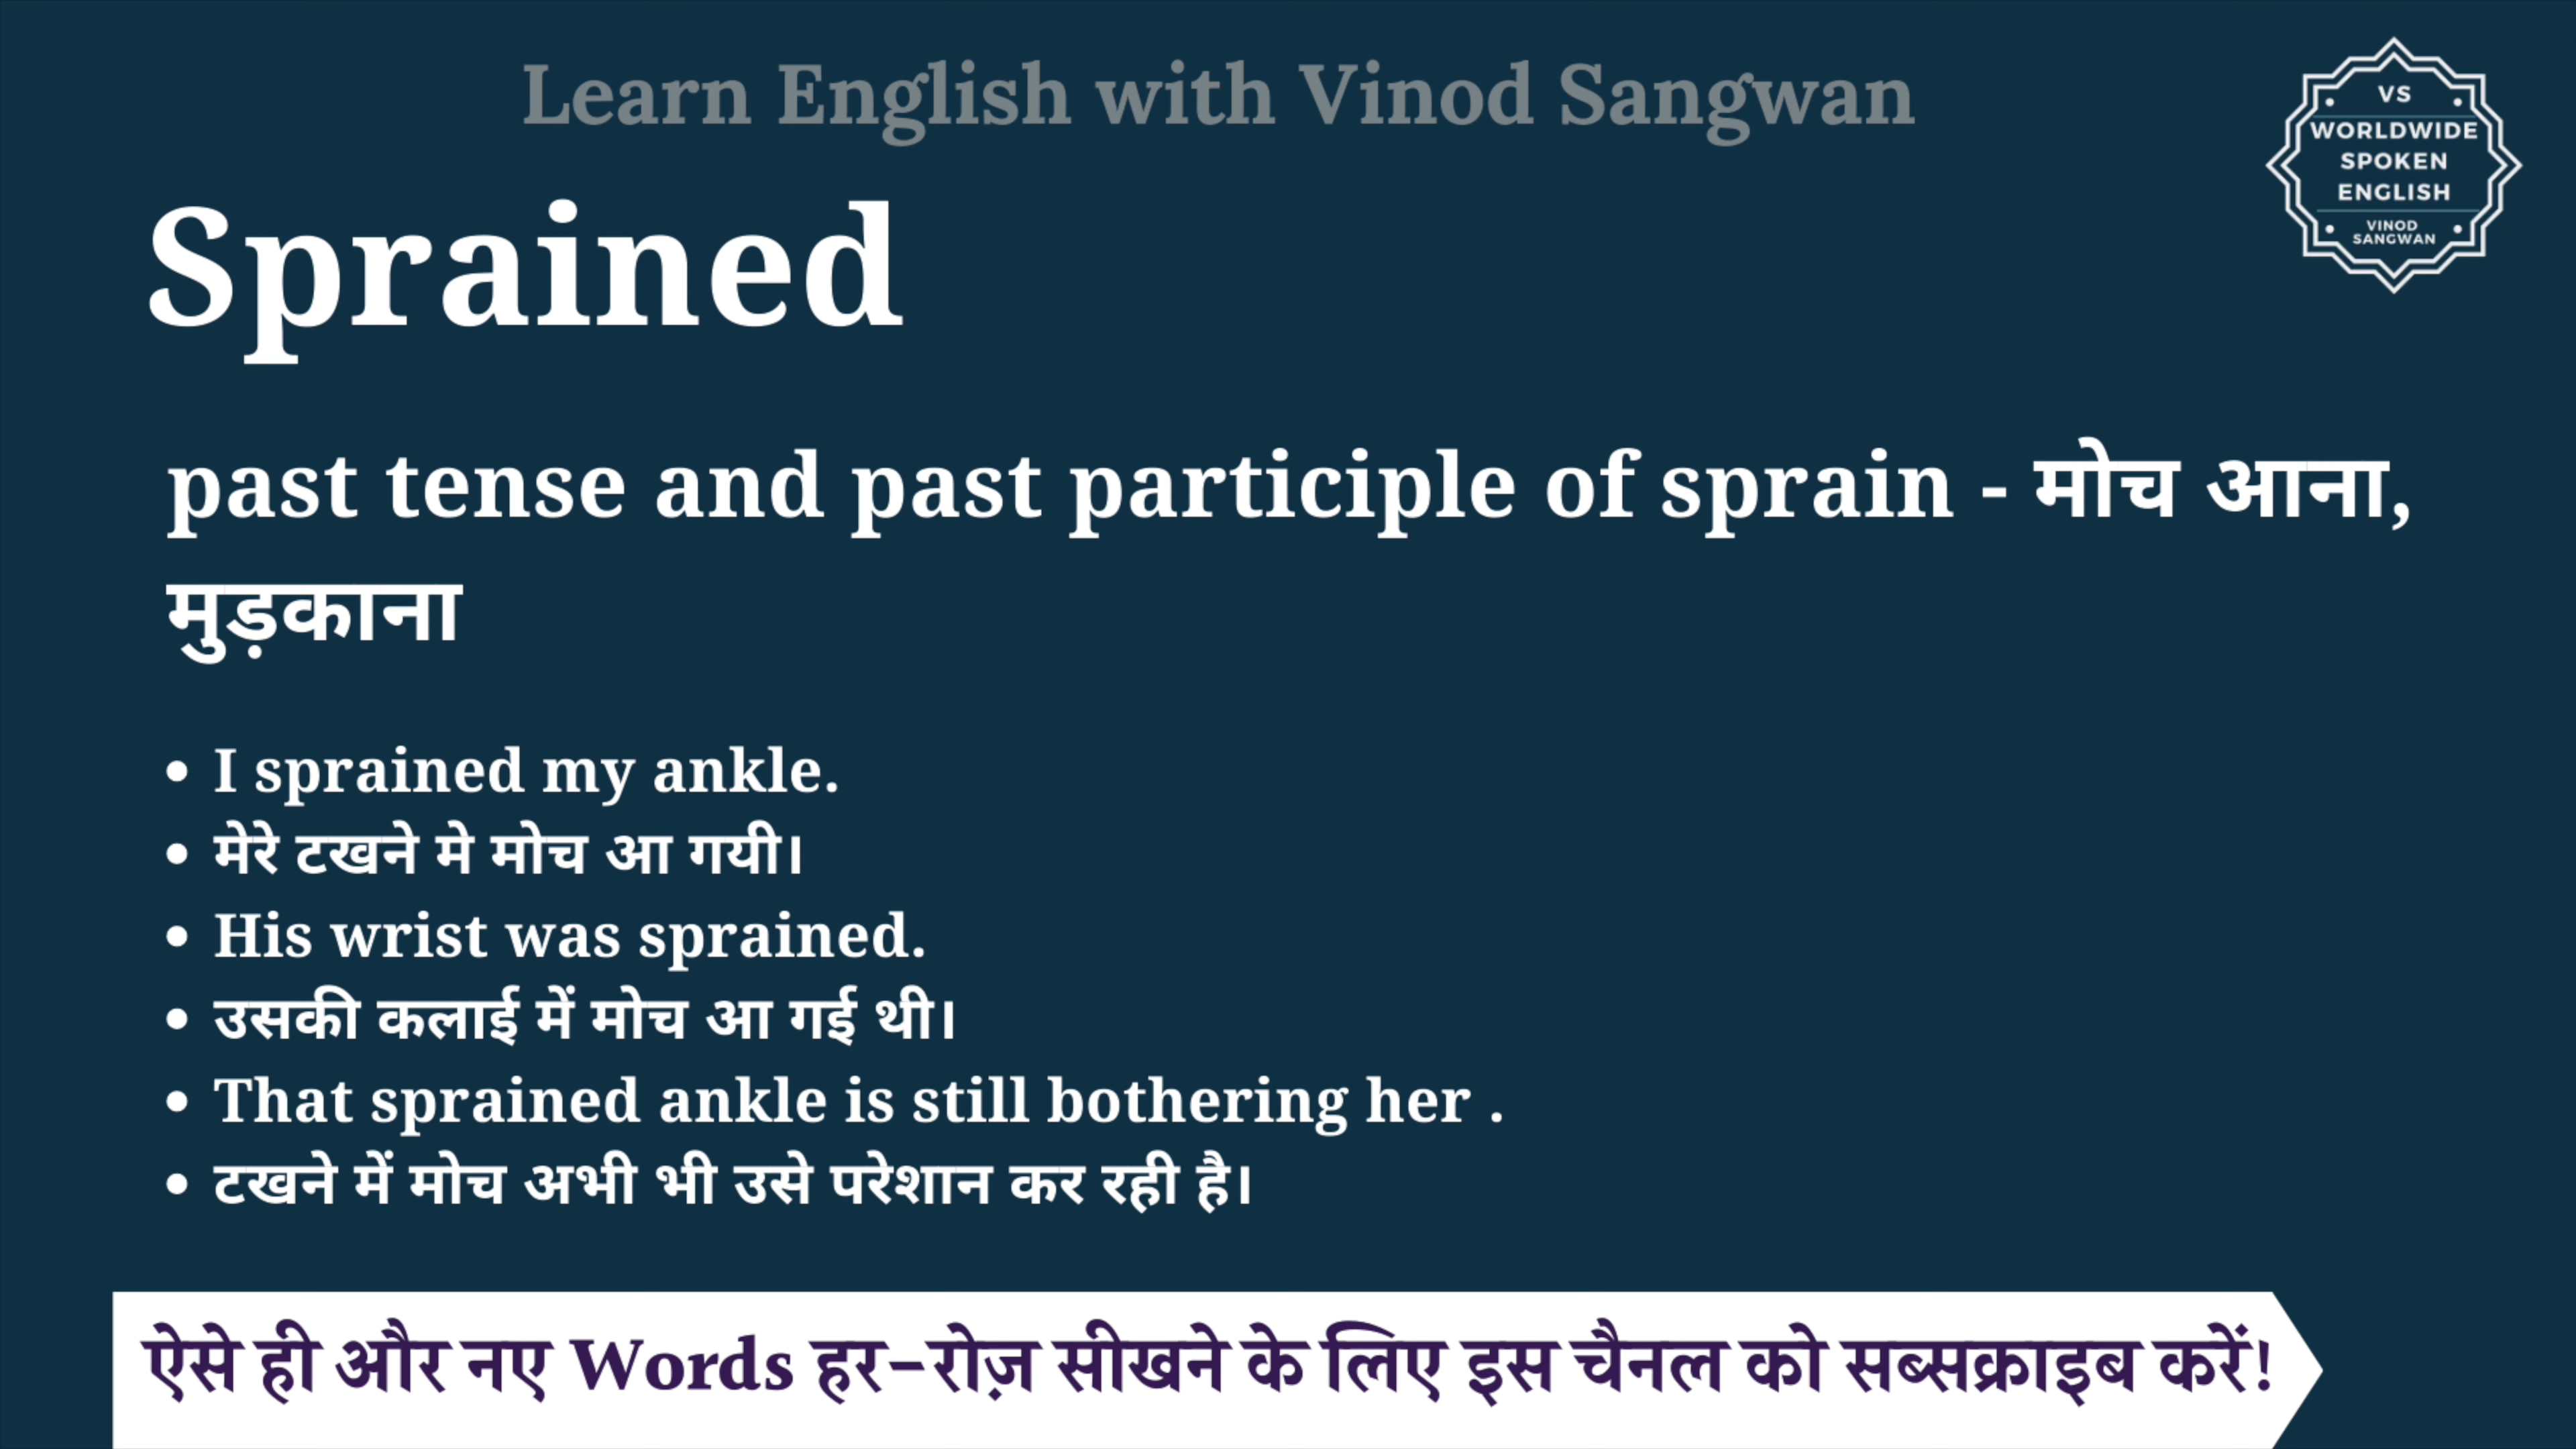 Learn English with Vinod Sangwan
VS
WORLDWIDE
SPOKEN
ENGLISH
VINOD
SANGWAN
Sprained
past tense and past participle of sprain - मोच आना,
मुड़काना
• I sprained my ankle.
• मेरे टखने मे मोच आ गयी।
• His wrist was sprained.
• उसकी कलाई में मोच आ गई थी।
• That sprained ankle is still bothering her .
• टखने में मोच अभी भी उसे परेशान कर रही है।
ऐसे ही और नए Words हर-रोज़ सीखने के लिए इस चैनल को सब्सक्राइब करें!